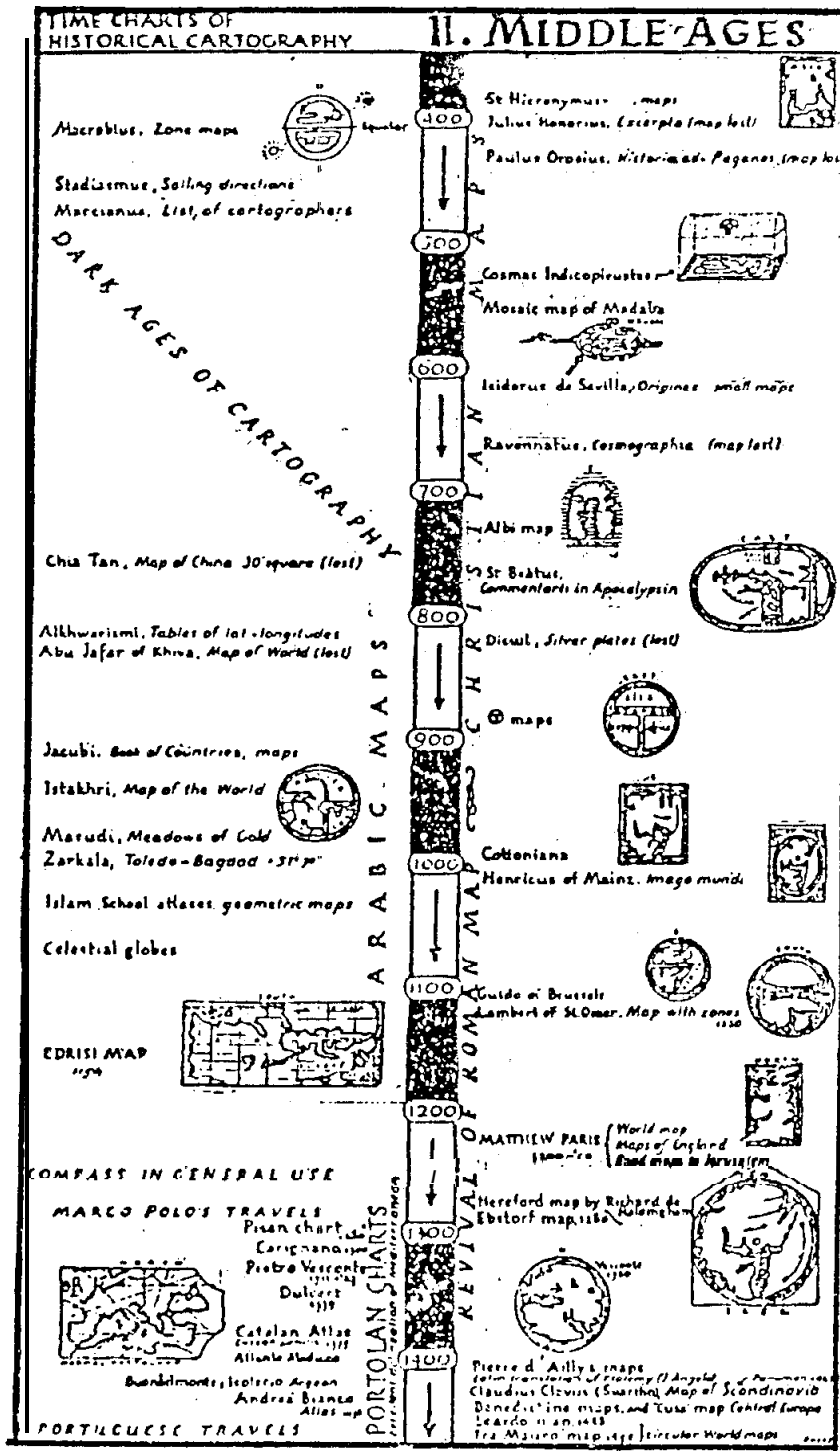 TIME CHARTS OF
HISTORICAL CARTOGRAPHY
II. MIDDLE AGES
400
Macrobius, Zone maps
Equator
Stadiasmus, Sailing directions
Marcianus, List of cartographers
St Hieronymus maps
Julius Honorius, Excerpta (map lost)
Paulus Orosius, Historia adv. Paganos (map
500
DARK AGES OF CARTOGRAPHY
Cosmas Indicopleustes
Mosaic map of Madaba
600
Isidorus de Sevilla, Origines small maps
Ravennatus, Cosmographia (map lost)
700
Albi map
Chia Tan, Map of China 30' square (lost)
EAST
St Beatus,
Commentaris in Apocalypsin
800
Alkhwarismi, Tables of lat - longitudes
Abu Jafar of Khiva, Map of World (lost)
Dicuil, Silver plates (lost)
maps
900
CHRISTIAN MAPS
ARABIC MAPS
Jacubi, Book of Countries, maps
Istakhri, Map of the World
Masudi, Meadows of Gold
Zarkala, Toledo - Bagdad
1000
Cottoniana
Henricus of Mainz, Imago mundi
Islam School atlases, geometric maps
Celestial globes
1100
Guido of Brussels
Lambert of St Omer, Map with zones
EDRISI MAP
1154
1200
REVIVAL OF ROMAN MAP
MATTHEW PARIS
World map
Maps of England
Road maps to Jerusalem
COMPASS IN GENERAL USE
MARCO POLO'S TRAVELS
Hereford map by Richard de
Ebstorf map,
1300
PORTOLAN CHARTS
Pisan chart
Carignano
Pietro Vesconte
Dulcert
1339
Catalan Atlas
Atlante Mediceo
Vesconte
1400
Buondelmonte, Isolario Aegean
Andrea Bianco
Atlas
PORTUGUESE TRAVELS
Pierre d'Ailly's maps
Claudius Clavus (Swartho), Map of Scandinavia
Benedictine maps, and "Cusa" map Central Europe
Leardo
Fra Mauro map circular World maps